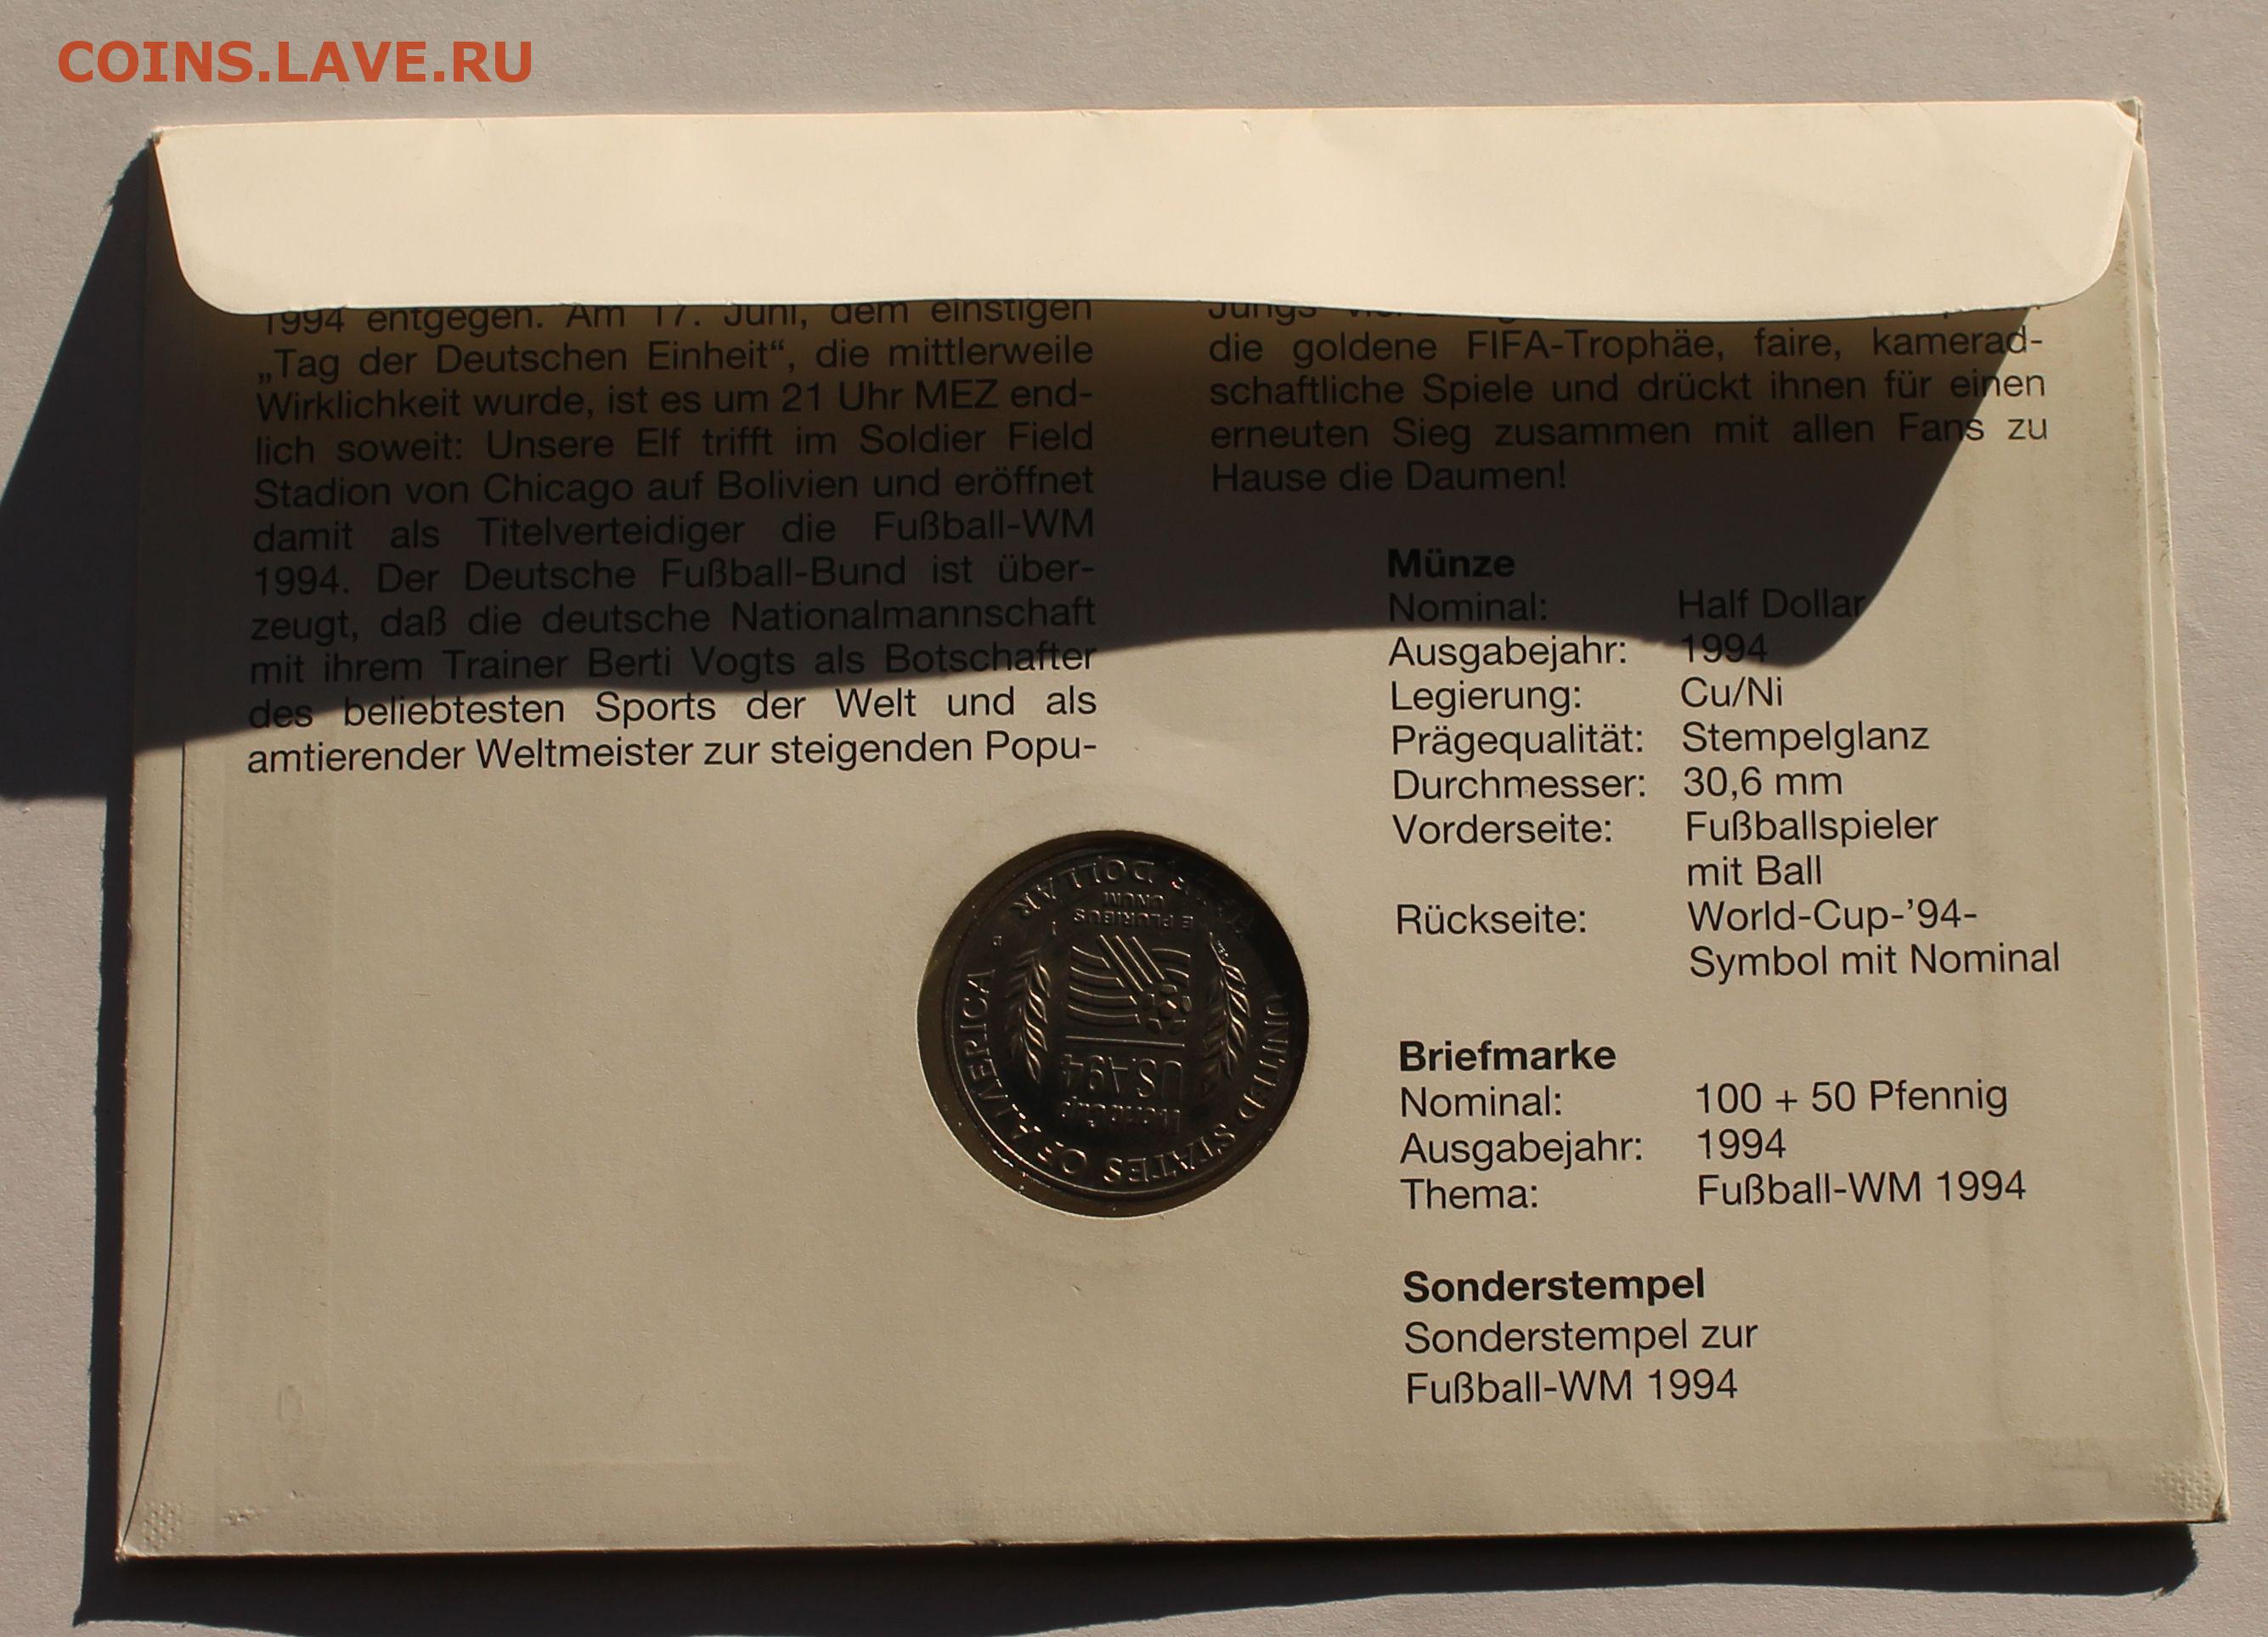 COINS.LAVE.RU
1994 entgegen. Am 17. Juni, dem einstigen
„Tag der Deutschen Einheit“, die mittlerweile
Wirklichkeit wurde, ist es um 21 Uhr MEZ end-
lich soweit: Unsere Elf trifft im Soldier Field
Stadion von Chicago auf Bolivien und eröffnet
damit als Titelverteidiger die Fußball-WM
1994. Der Deutsche Fußball-Bund ist über-
zeugt, daß die deutsche Nationalmannschaft
mit ihrem Trainer Berti Vogts als Botschafter
des beliebtesten Sports der Welt und als
amtierender Weltmeister zur steigenden Popu-
Jungs
die goldene FIFA-Trophäe, faire, kamerad-
schaftliche Spiele und drückt ihnen für einen
erneuten Sieg zusammen mit allen Fans zu
Hause die Daumen!
Münze
Nominal: Half Dollar
Ausgabejahr: 1994
Legierung: Cu/Ni
Prägequalität: Stempelglanz
Durchmesser: 30,6 mm
Vorderseite: Fußballspieler
mit Ball
Rückseite: World-Cup-’94-
Symbol mit Nominal
Briefmarke
Nominal: 100 + 50 Pfennig
Ausgabejahr: 1994
Thema: Fußball-WM 1994
Sonderstempel
Sonderstempel zur
Fußball-WM 1994
UNITED STATES OF AMERICA
WorldCup
USA94
E PLURIBUS
UNUM
DOLLAR